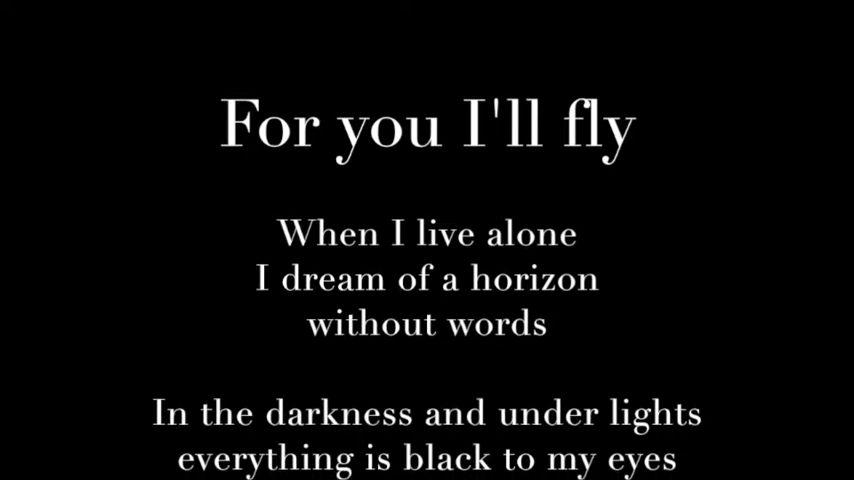 For you I'll fly
When I live alone
I dream of a horizon
without words
In the darkness and under lights
everything is black to my eyes